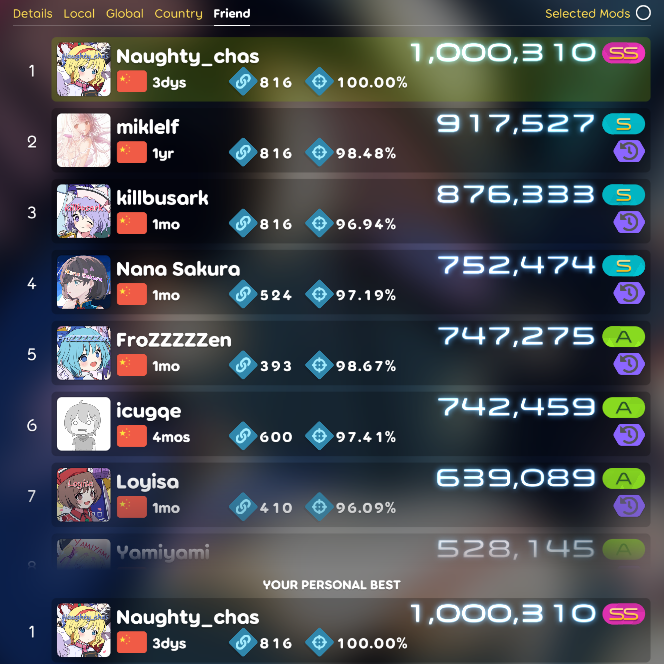 Details Local Global Country Friend Selected Mods
1 Naughty_chas 1,000,310 SS
3dys 816 100.00%
2 miklelf 917,527 S
1yr 816 98.48%
3 killbusark 876,333 S
1mo 816 96.94%
4 Nana Sakura 752,474 S
1mo 524 97.19%
5 FroZZZZZen 747,275 A
1mo 393 98.67%
6 icugqe 742,459 A
4mos 600 97.41%
7 Loyisa 639,089 A
1mo 410 96.09%
8 Yamiyami 528,145 A
YOUR PERSONAL BEST
1 Naughty_chas 1,000,310 SS
3dys 816 100.00%